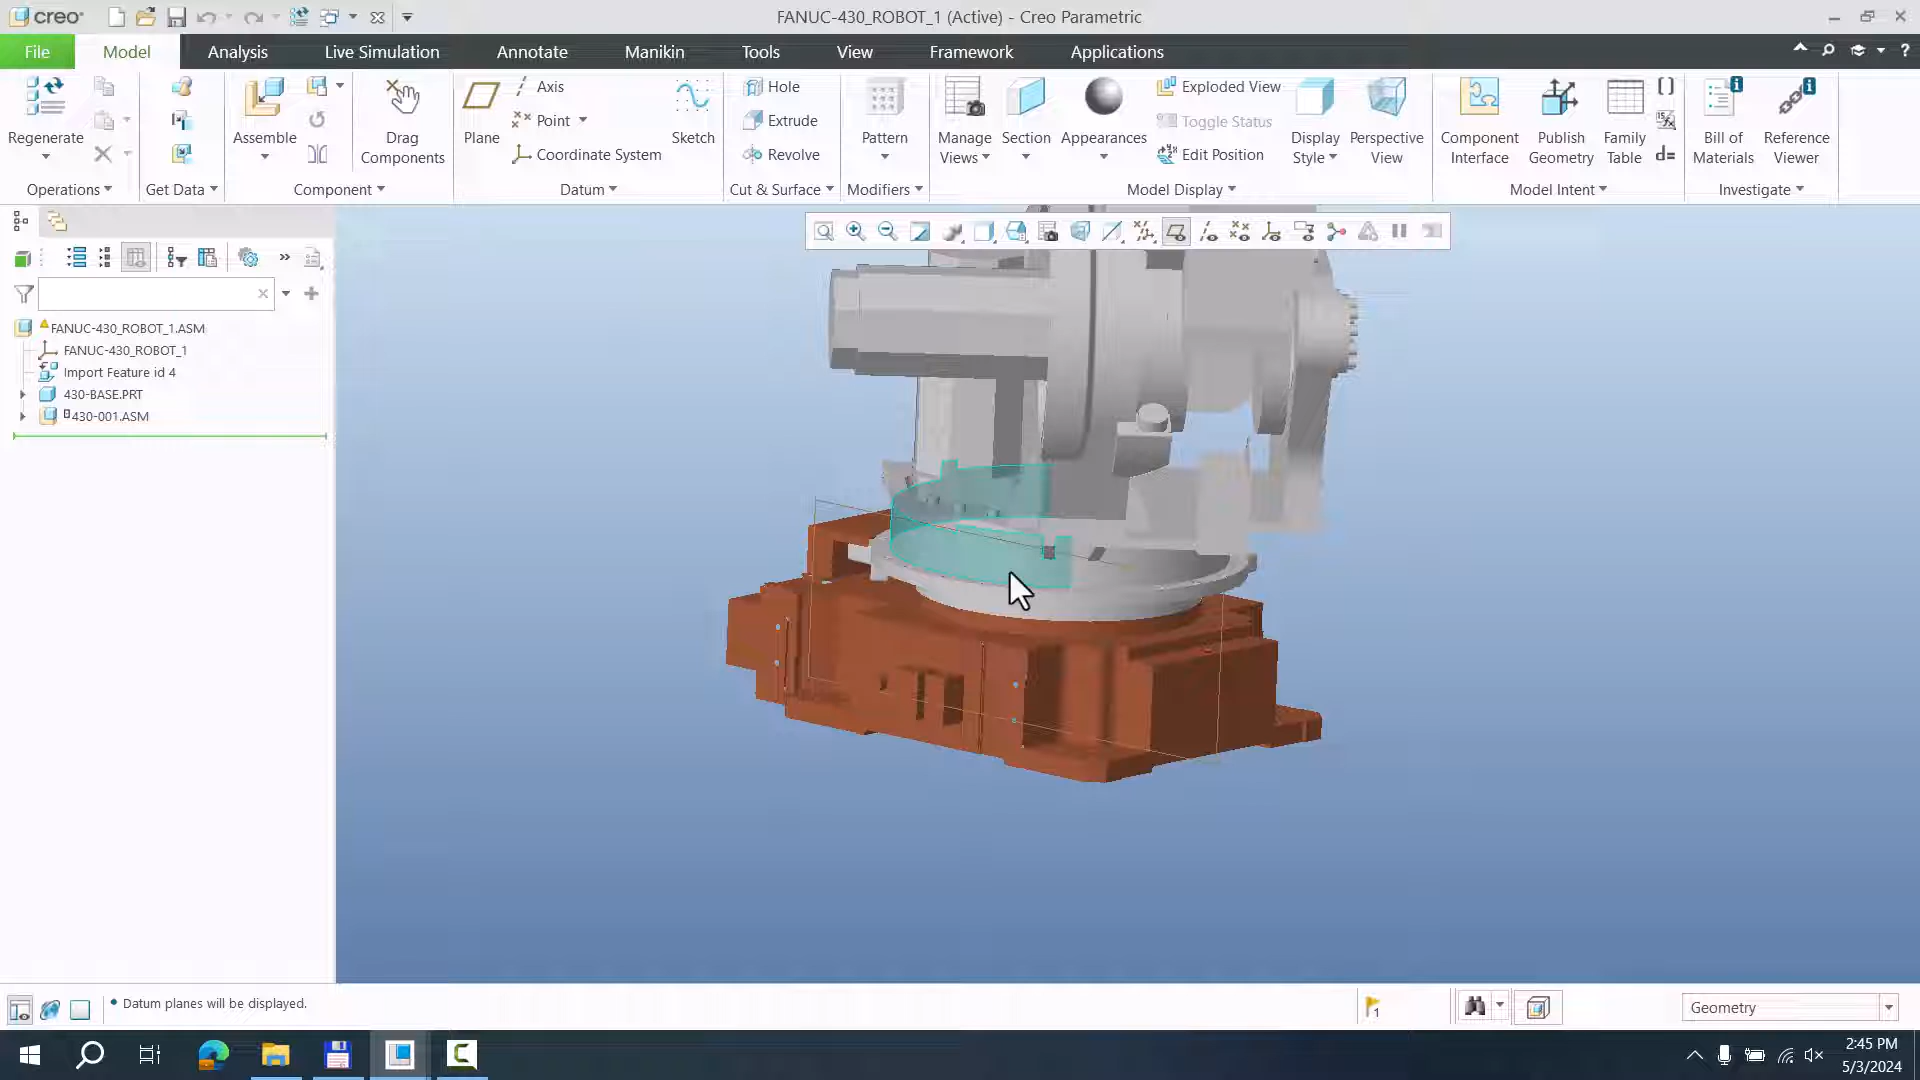 creo
FANUC-430_ROBOT_1 (Active) - Creo Parametric
File
Model
Analysis
Live Simulation
Annotate
Manikin
Tools
View
Framework
Applications
Regenerate
Assemble
Drag Components
Plane
Axis
Point
Coordinate System
Sketch
Hole
Extrude
Revolve
Pattern
Manage Views
Section
Appearances
Exploded View
Toggle Status
Edit Position
Display Style
Perspective View
Component Interface
Publish Geometry
Family Table
d=
Bill of Materials
Reference Viewer
Operations
Get Data
Component
Datum
Cut & Surface
Modifiers
Model Display
Model Intent
Investigate
FANUC-430_ROBOT_1.ASM
FANUC-430_ROBOT_1
Import Feature id 4
430-BASE.PRT
430-001.ASM
Datum planes will be displayed.
1
Geometry
2:45 PM
5/3/2024